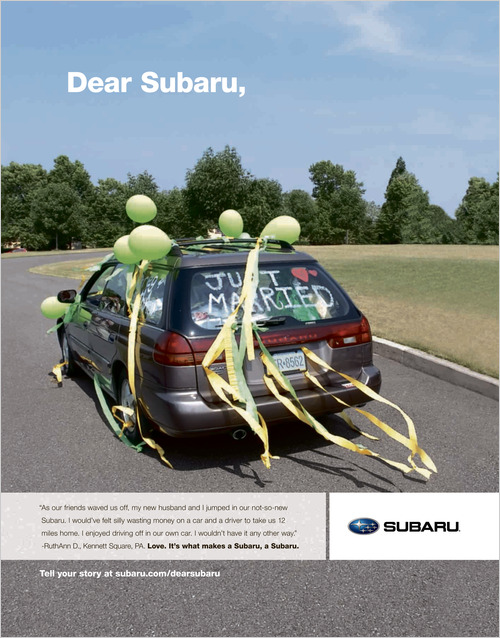 Dear Subaru,
JUST
MARRIED
SUBARU
"As our friends waved us off, my new husband and I jumped in our not-so-new
Subaru. I would've felt silly wasting money on a car and a driver to take us 12
miles home. I enjoyed driving off in our own car. I wouldn't have it any other way."
-RuthAnn D., Kennett Square, PA. Love. It's what makes a Subaru, a Subaru.
SUBARU
Tell your story at subaru.com/dearsubaru